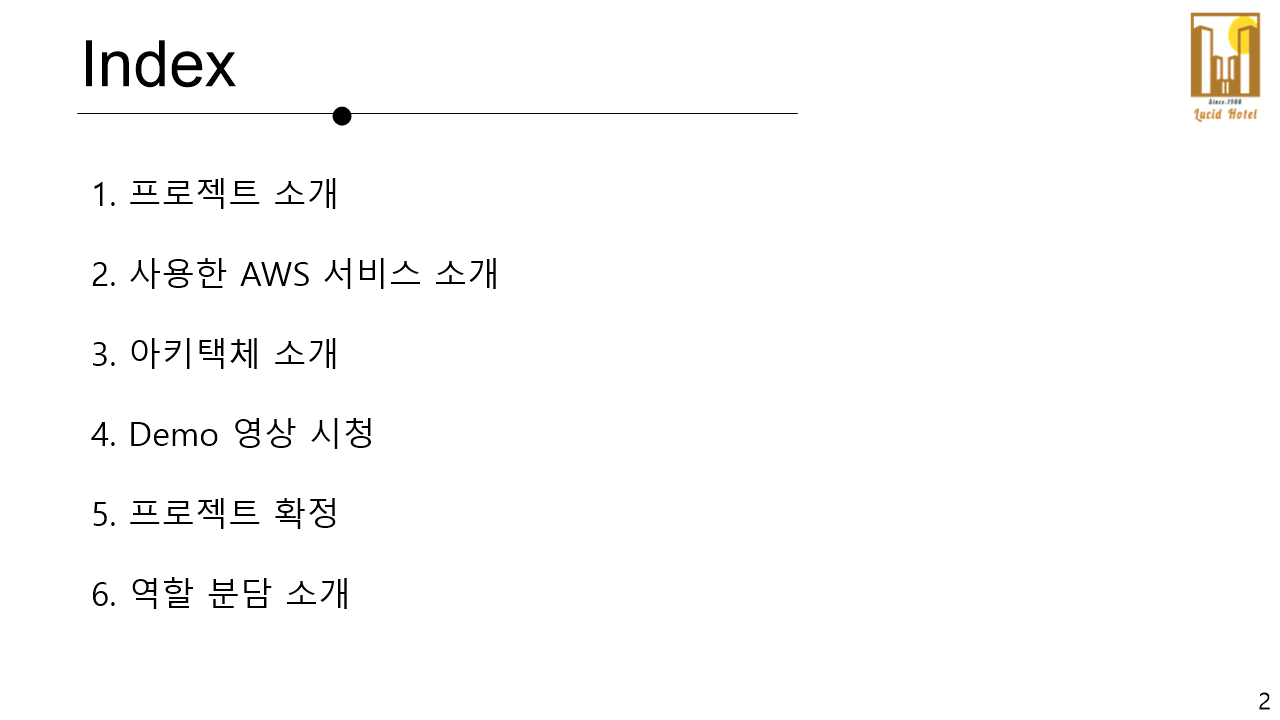 Index
Since.1988
Lucid Hotel
1. 프로젝트 소개
2. 사용한 AWS 서비스 소개
3. 아키택체 소개
4. Demo 영상 시청
5. 프로젝트 확정
6. 역할 분담 소개
2